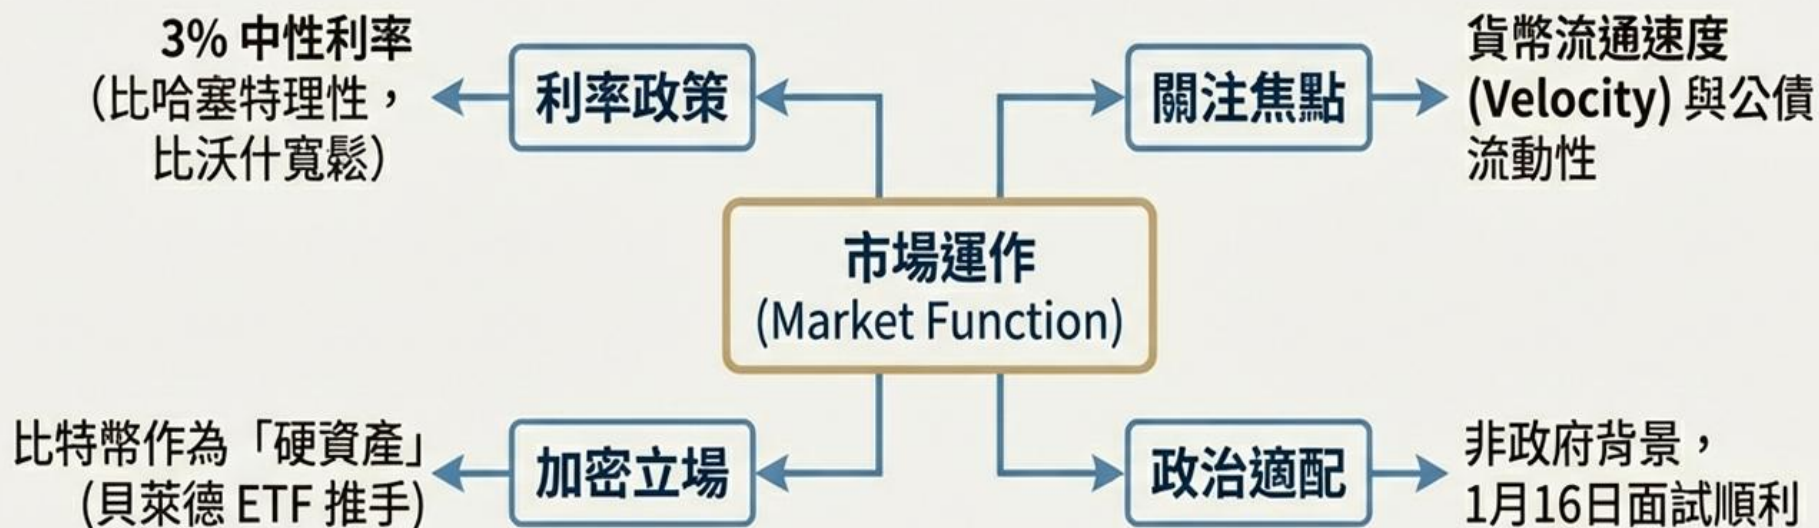 3% 中性利率
（比哈塞特理性，
比沃什寬鬆）
利率政策
關注焦點
貨幣流通速度
(Velocity) 與公債
流動性
市場運作
(Market Function)
比特幣作為「硬資產」
(貝萊德 ETF 推手)
加密立場
政治適配
非政府背景，
1月16日面試順利